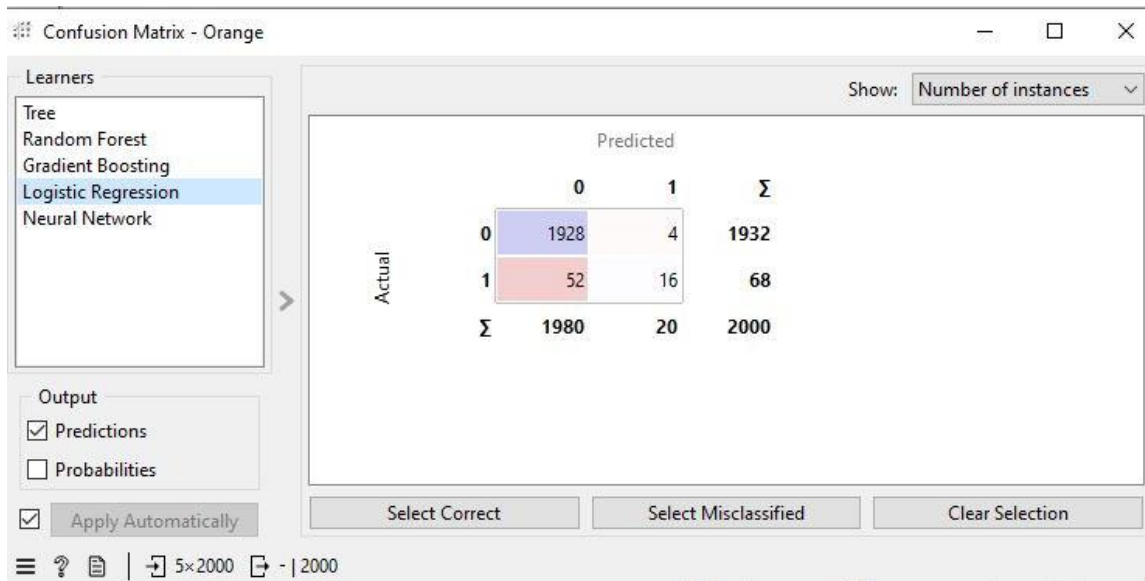 Confusion Matrix - Orange
Learners
Tree
Random Forest
Gradient Boosting
Logistic Regression
Neural Network
Output
Predictions
Probabilities
Apply Automatically
Show: Number of instances
Predicted
0 1 Σ
Actual
0 1928 4 1932
1 52 16 68
Σ 1980 20 2000
Select Correct Select Misclassified Clear Selection
? 5×2000 - | 2000